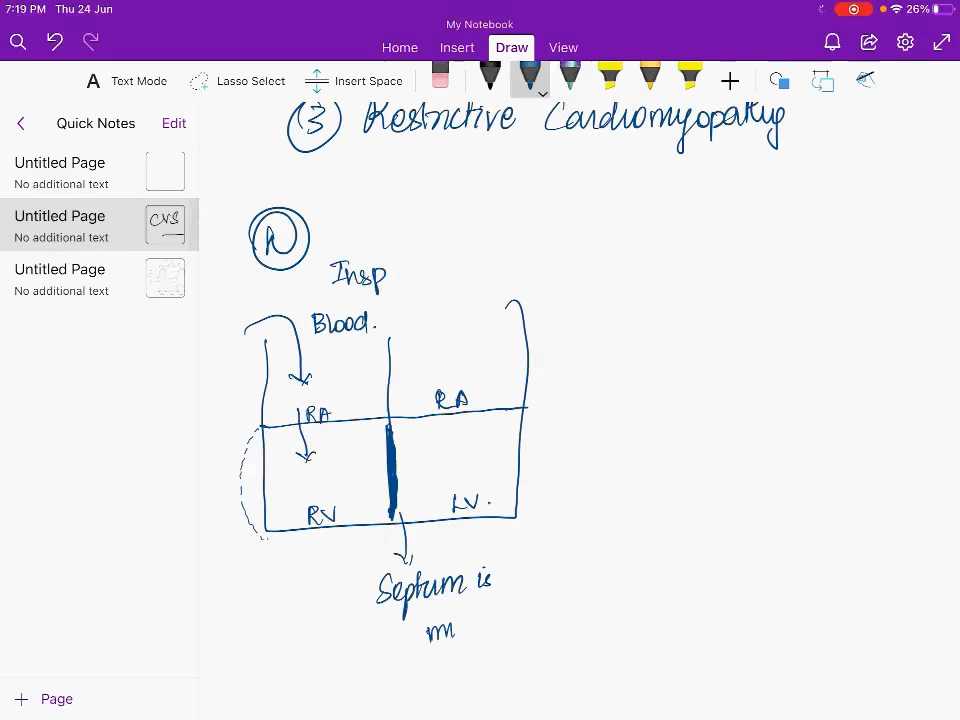 7:19 PM Thu 24 Jun 26%
My Notebook
Home Insert Draw View
Text Mode Lasso Select Insert Space
Quick Notes Edit
Untitled Page
No additional text
Untitled Page
No additional text
CNS
Untitled Page
No additional text
Page
(3) Restrictive Cardiomyopathy
Insp
Blood.
RA RA
RV LV.
Septum is